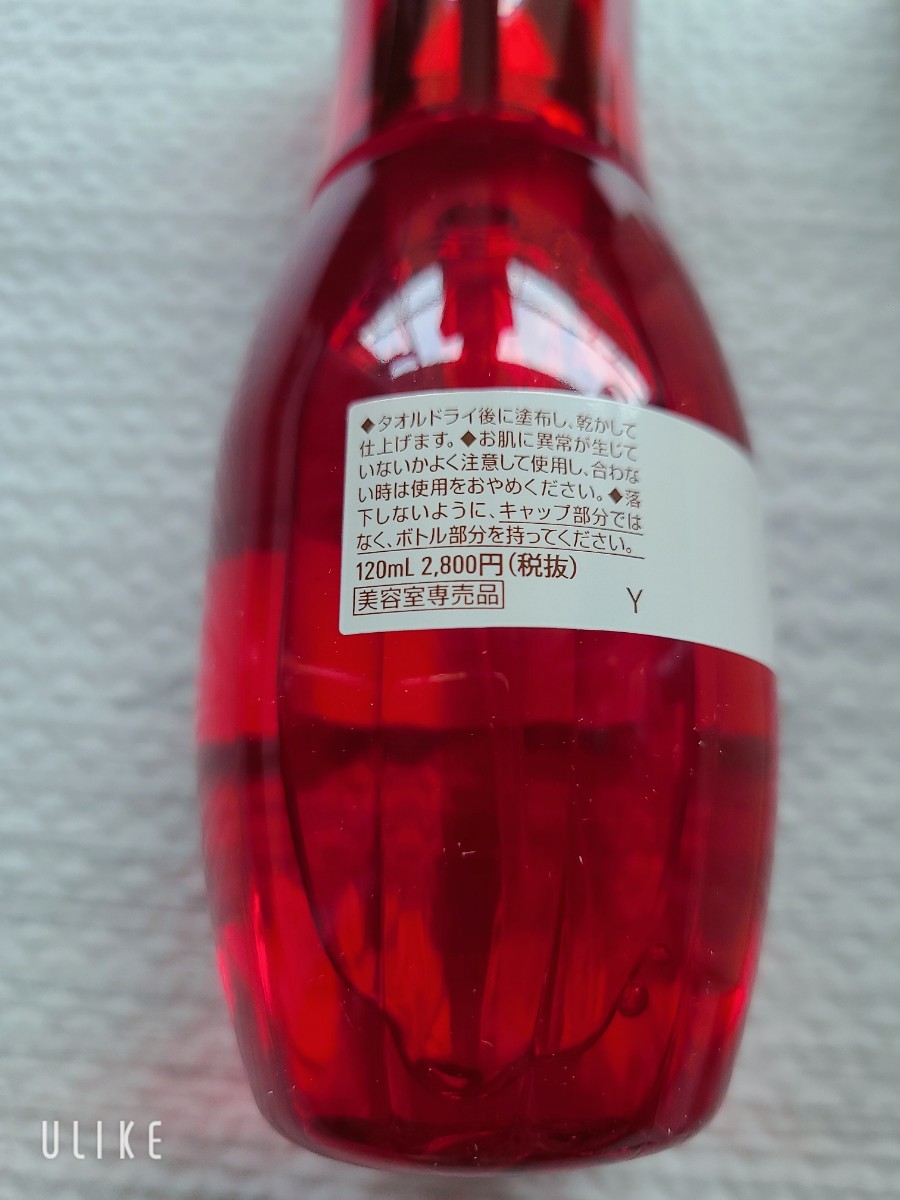 ◆タオルドライ後に塗布し、乾かして
仕上げます。◆お肌に異常が生じて
いないかよく注意して使用し、合わな
い時は使用をおやめください。◆落
下しないように、キャップ部分では
なく、ボトル部分を持ってください。
120mL 2,800円(税抜)
美容室専売品 Y
ULIKE